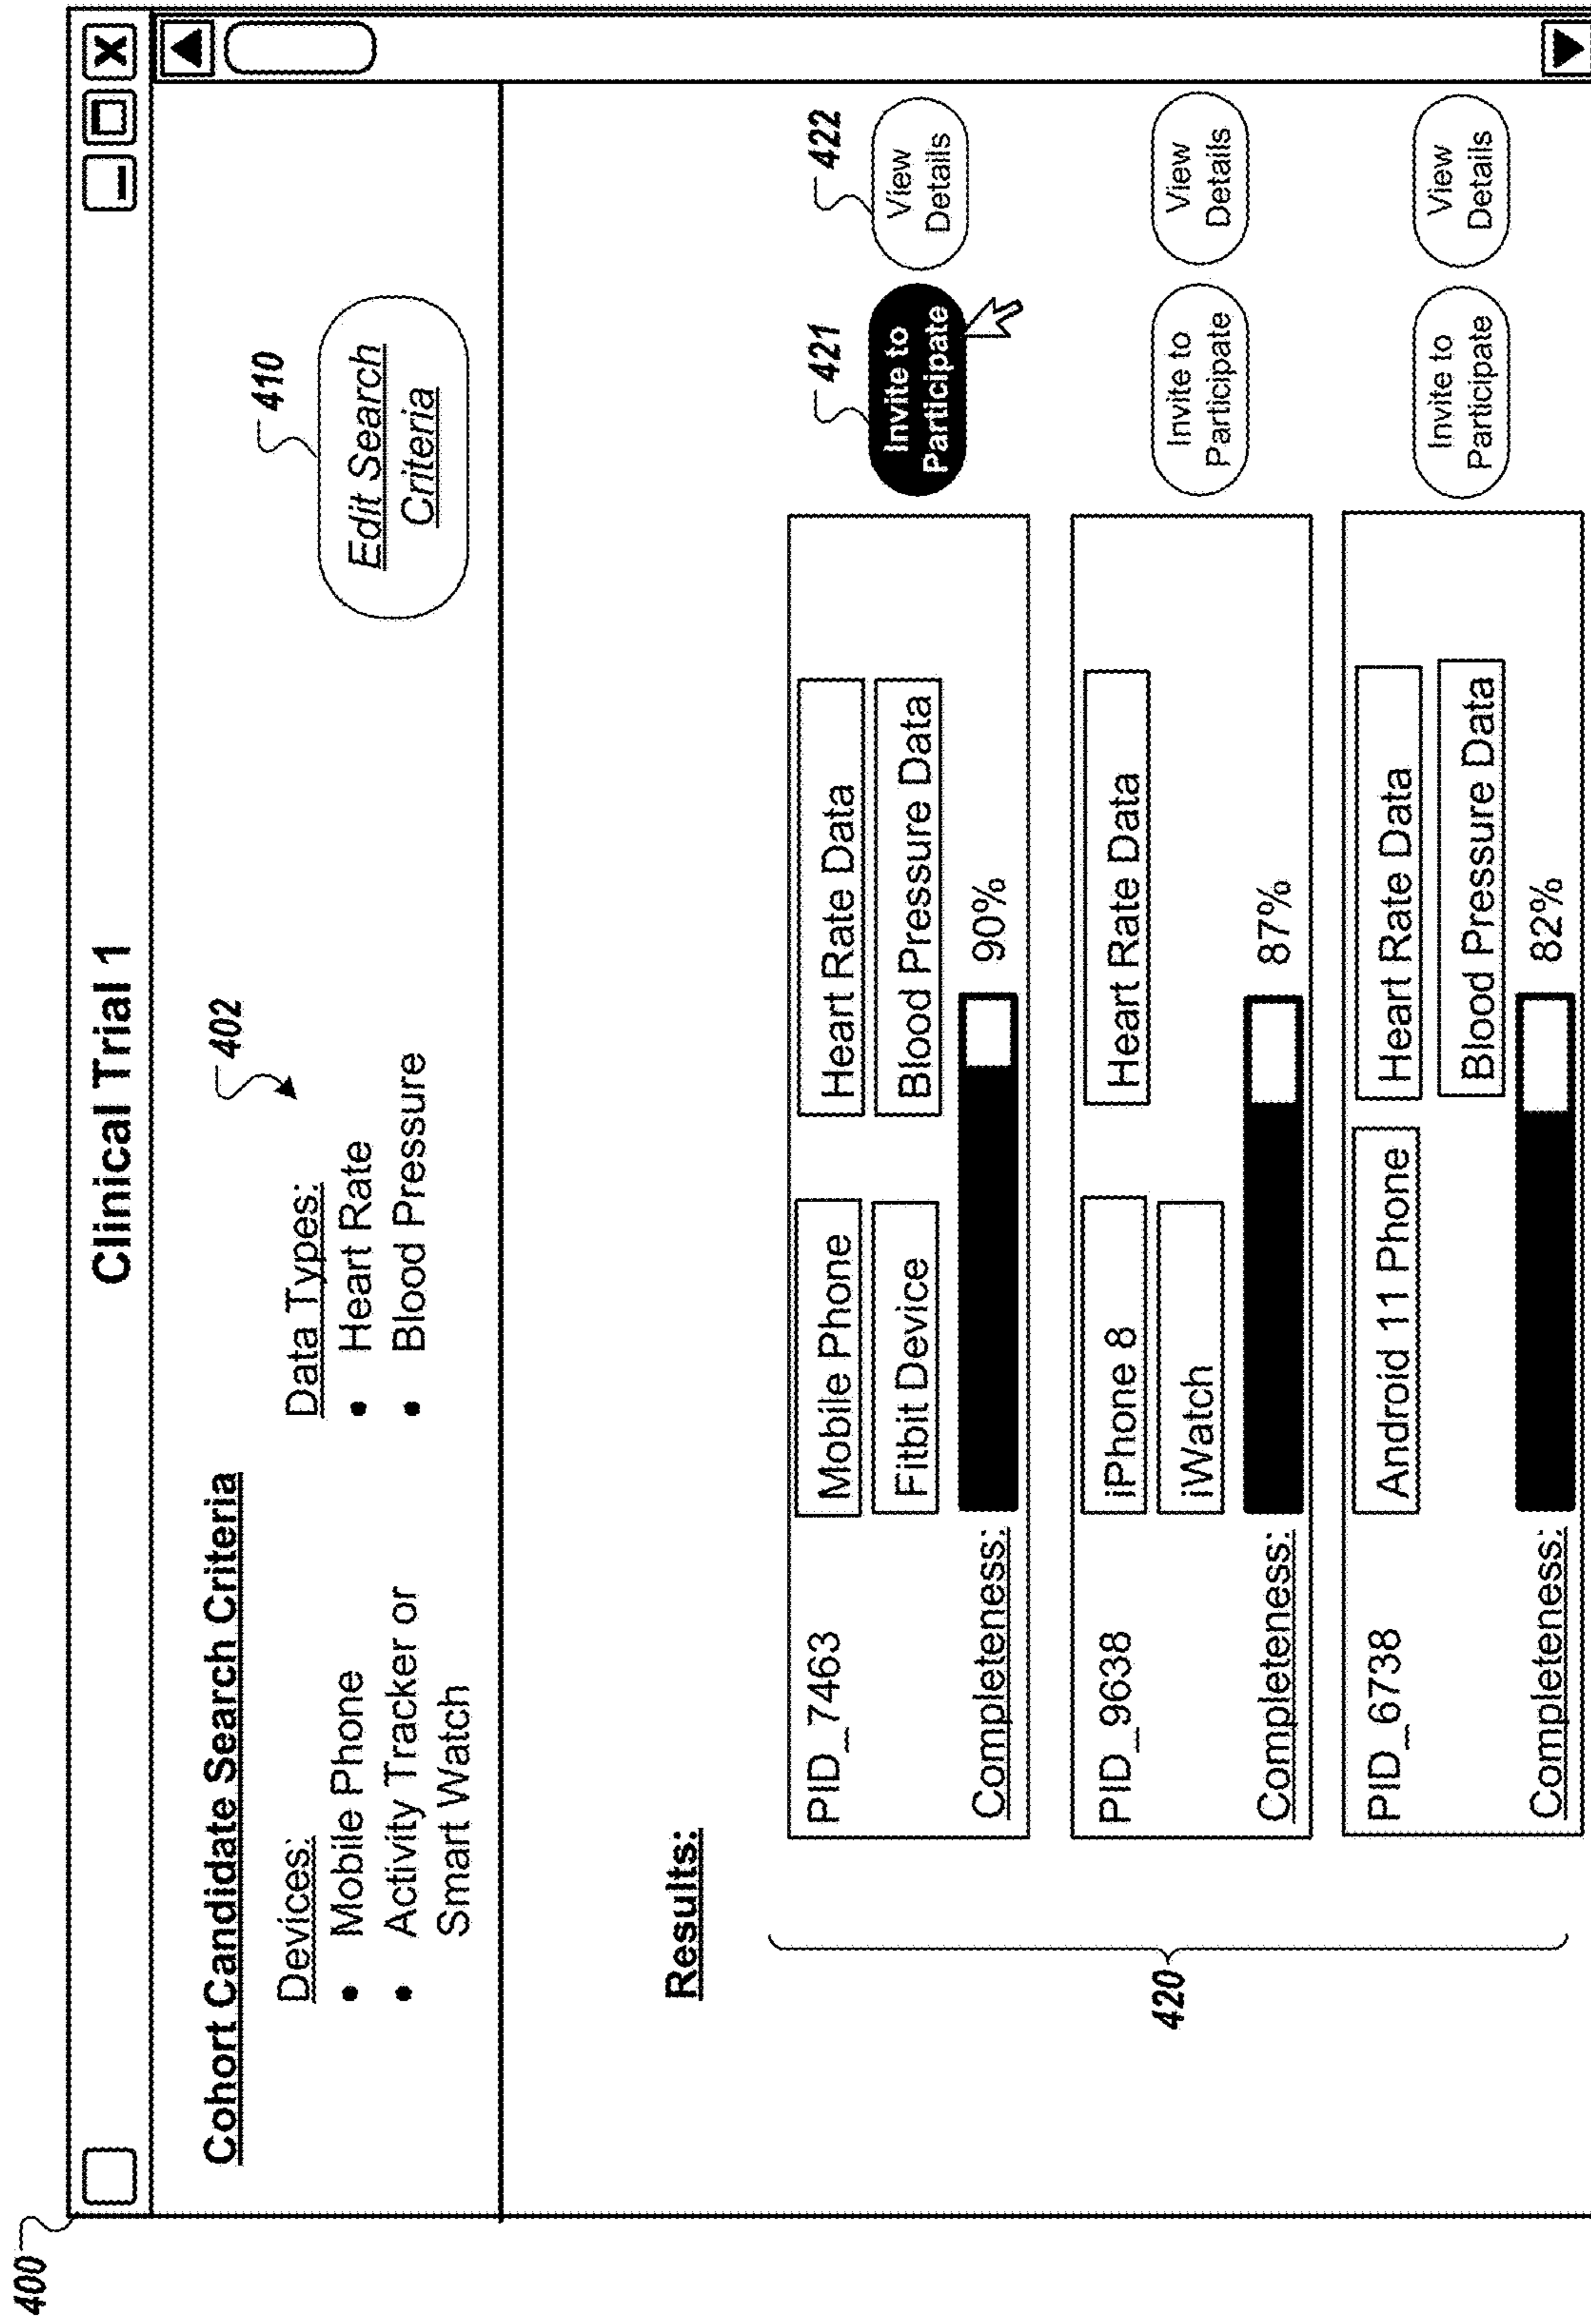 400
Clinical Trial 1
X
Cohort Candidate Search Criteria
402
410
Devices:
• Mobile Phone
• Activity Tracker or
Smart Watch
Data Types:
• Heart Rate
• Blood Pressure
Edit Search
Criteria
Results:
420
421
422
PID_7463
Mobile Phone
Fitbit Device
Heart Rate Data
Blood Pressure Data
Completeness:
90%
Invite to
Participate
View
Details
PID_9638
iPhone 8
iWatch
Heart Rate Data
Completeness:
87%
Invite to
Participate
View
Details
PID_6738
Android 11 Phone
Heart Rate Data
Blood Pressure Data
Completeness:
82%
Invite to
Participate
View
Details